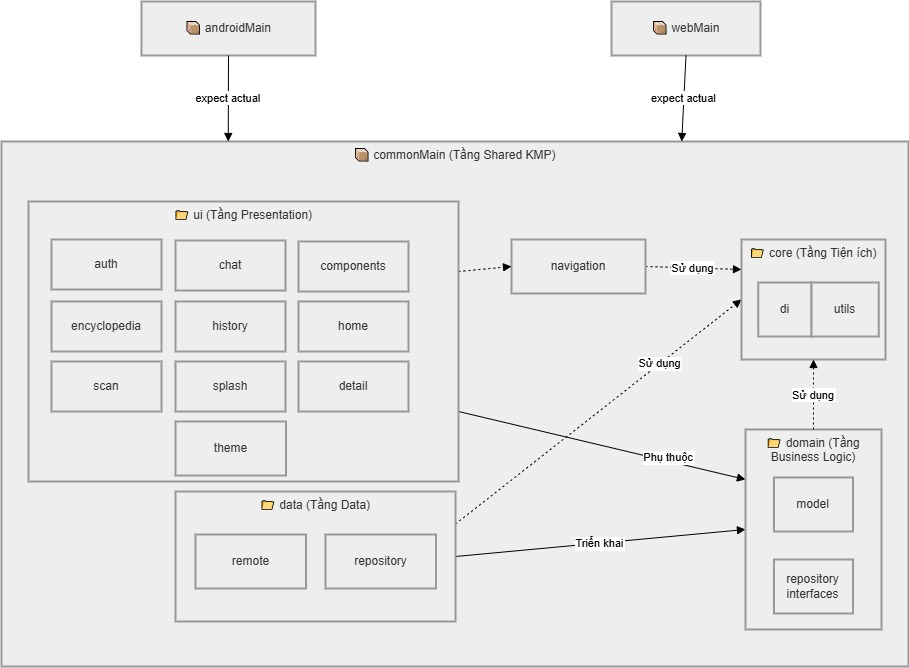 androidMain
webMain
expect actual
expect actual
commonMain (Tầng Shared KMP)
ui (Tầng Presentation)
auth
chat
components
encyclopedia
history
home
scan
splash
detail
theme
navigation
Sử dụng
core (Tầng Tiện ích)
di
utils
Sử dụng
Sử dụng
Phụ thuộc
domain (Tầng
Business Logic)
model
repository
interfaces
data (Tầng Data)
remote
repository
Triển khai